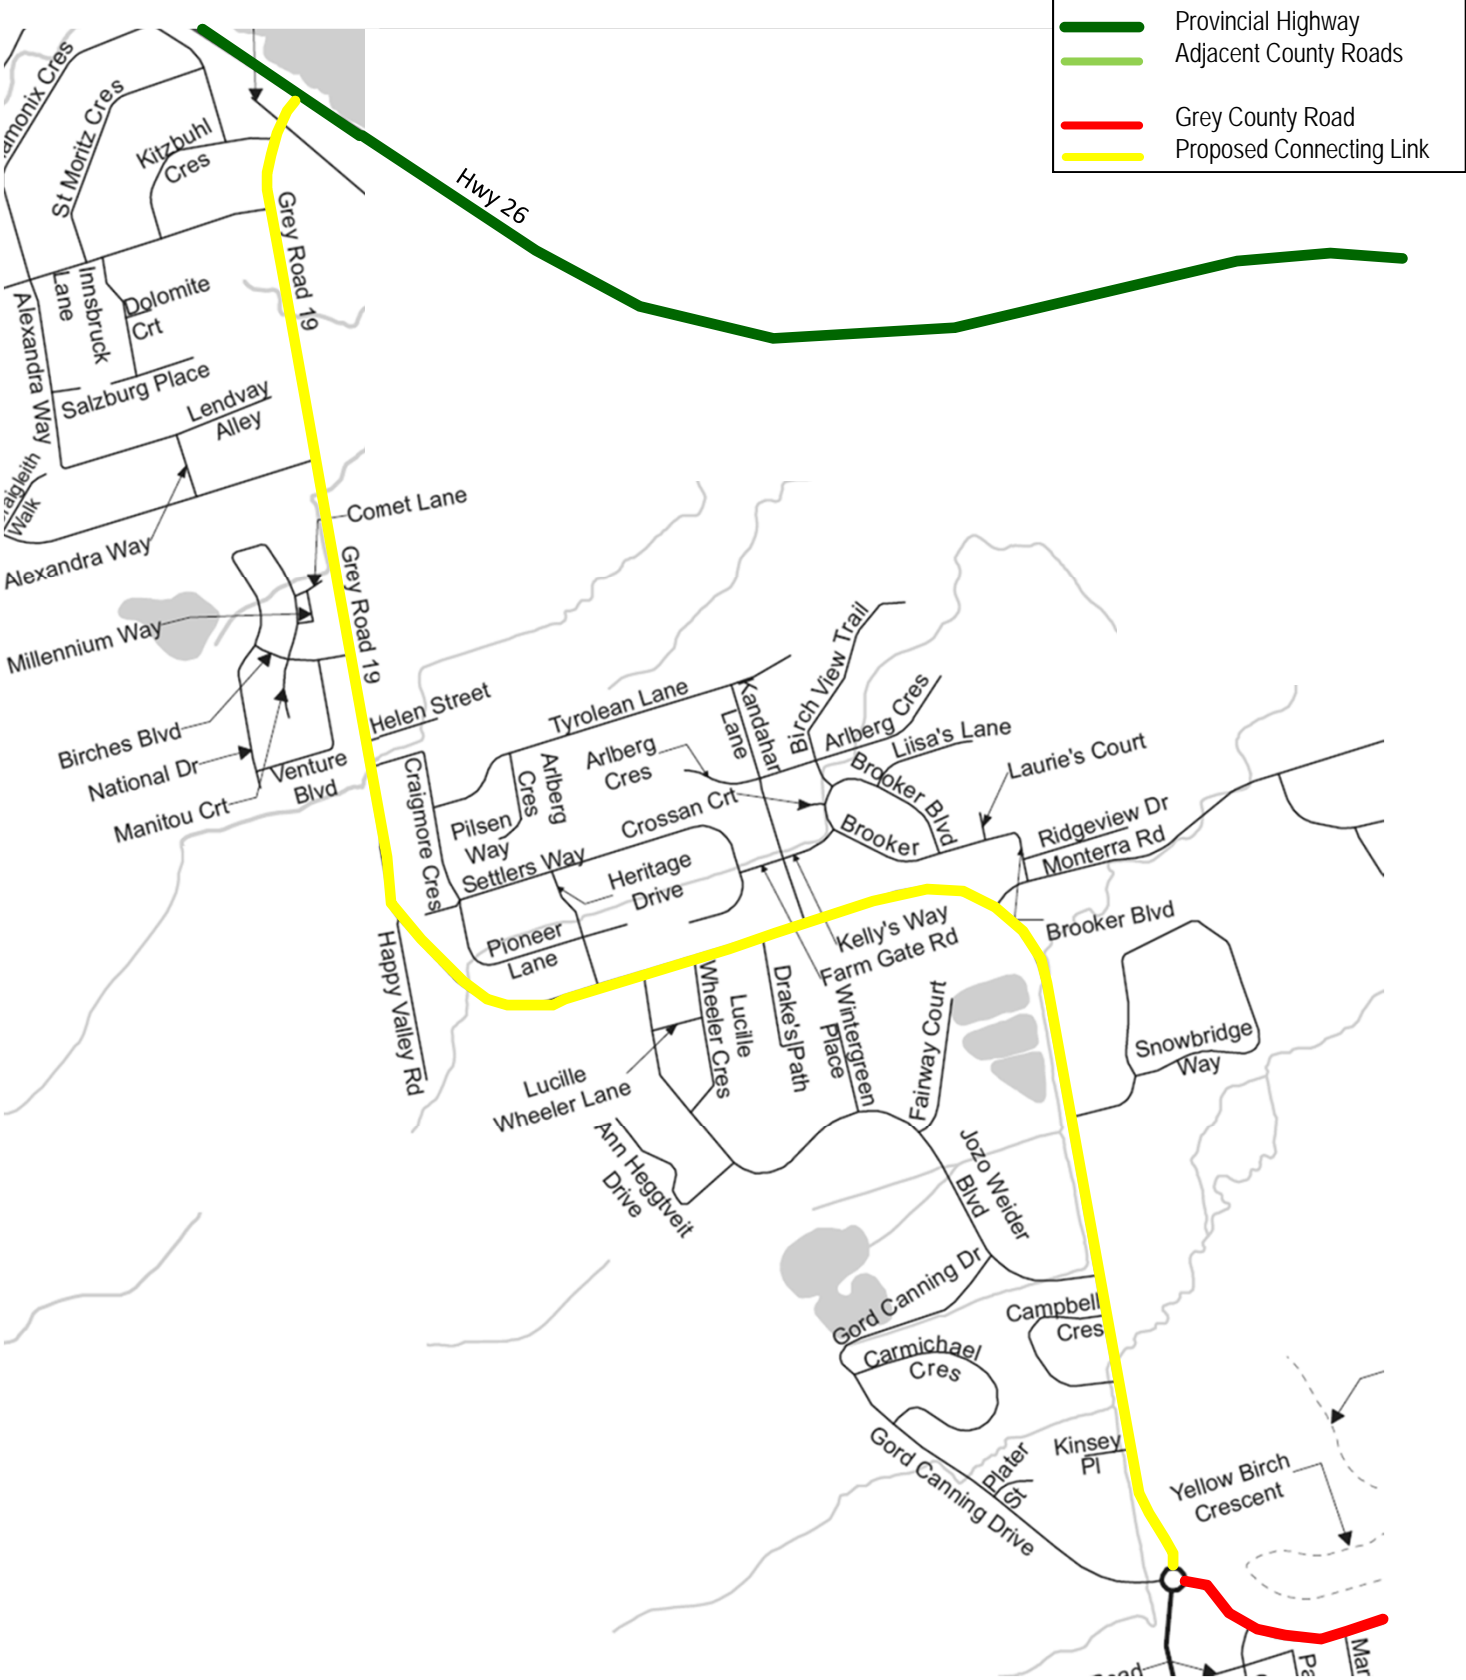 Provincial Highway
Adjacent County Roads
Grey County Road
Proposed Connecting Link
Hwy 26
St Moritz Cres
Kitzbuhl
Cres
Grey Road 19
Innsbruck
Lane
Dolomite
Crt
Alexandra Way
Salzburg Place
Lendvay
Alley
Walk
Comet Lane
Alexandra Way
Grey Road 19
Millennium Way
Birches Blvd
National Dr
Manitou Crt
Venture
Blvd
Helen Street
Tyrolean Lane
Kandahar
Lane
Birch View Trail
Arlberg Cres
Liisa's Lane
Laurie's Court
Arlberg
Cres
Arlberg
Cres
Brooker Blvd
Brooker
Crossan Crt
Craigmore Cres
Pilsen
Way
Settlers Way
Heritage
Drive
Ridgeview Dr
Monterra Rd
Pioneer
Lane
Kelly's Way
Farm Gate Rd
Brooker Blvd
Happy Valley Rd
Lucille
Wheeler Cres
Drake's Path
Wintergreen
Place
Fairway Court
Snowbridge
Way
Lucille
Wheeler Lane
Ann Heggtveit
Drive
Jozo Weider
Blvd
Gord Canning Dr
Campbell
Cres
Carmichael
Cres
Gord Canning Drive
Plater
St
Kinsey
Pl
Yellow Birch
Crescent